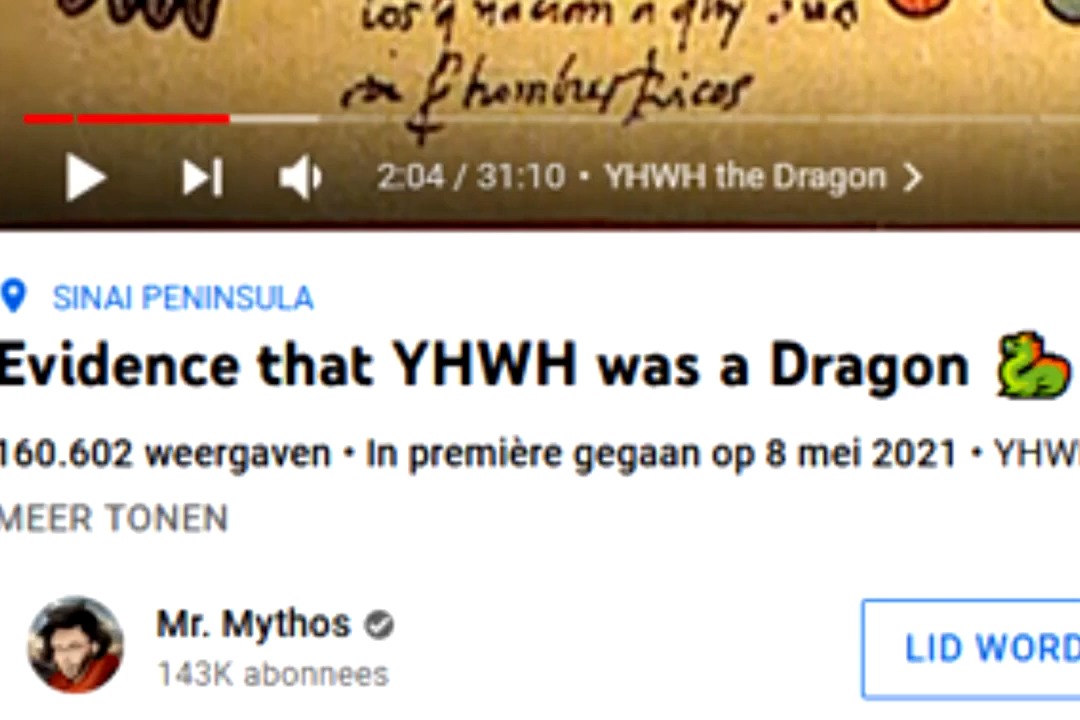 2:04 / 31:10 • YHWH the Dragon
SINAI PENINSULA
Evidence that YHWH was a Dragon
160.602 weergaven • In première gegaan op 8 mei 2021 •
MEER TONEN
Mr. Mythos
143K abonnees
LID WORD